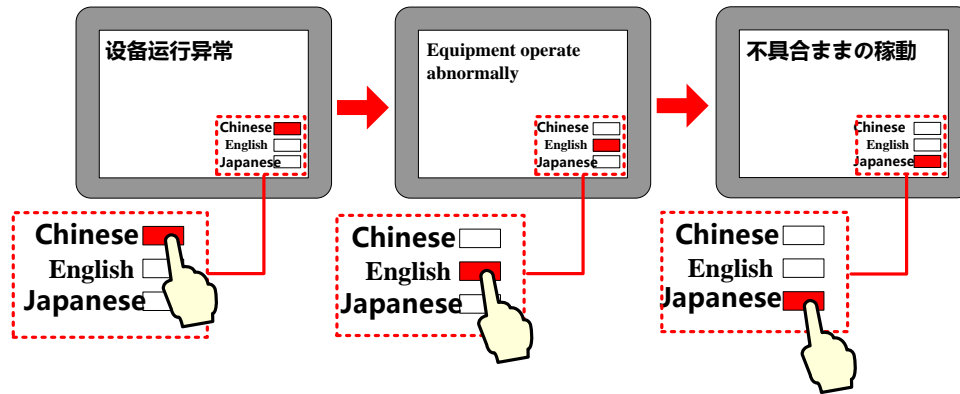 设备运行异常
Chinese
English
Japanese
Equipment operate
abnormally
Chinese
English
Japanese
不具合ままの稼動
Chinese
English
Japanese
Chinese
English
Japanese
Chinese
English
Japanese
Chinese
English
Japanese